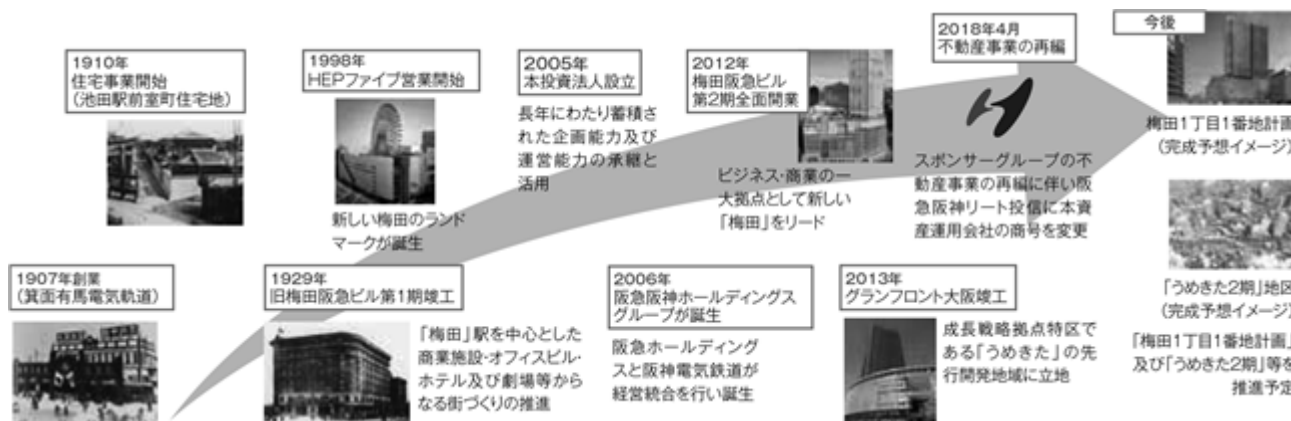 1907年創業
(箕面有馬電気軌道)
1910年
住宅事業開始
(池田駅前室町住宅地)
1929年
旧梅田阪急ビル第1期竣工
「梅田」駅を中心とした
商業施設・オフィスビル・
ホテル及び劇場等から
なる街づくりの推進
1998年
HEPファイブ営業開始
新しい梅田のランド
マークが誕生
2005年
本投資法人設立
長年にわたり蓄積さ
れた企画能力及び
運営能力の承継と
活用
2006年
阪急阪神ホールディングス
グループが誕生
阪急ホールディング
スと阪神電気鉄道が
経営統合を行い誕生
2012年
梅田阪急ビル
第2期全面開業
ビジネス・商業の一
大拠点として新しい
「梅田」をリード
2013年
グランフロント大阪竣工
成長戦略拠点特区で
ある「うめきた」の先
行開発地域に立地
2018年4月
不動産事業の再編
スポンサーグループの不
動産事業の再編に伴い阪
急阪神リート投信に本資
産運用会社の商号を変更
今後
梅田1丁目1番地計画
(完成予想イメージ)
「うめきた2期」地区
(完成予想イメージ)
「梅田1丁目1番地計画」
及び「うめきた2期」等を
推進予定